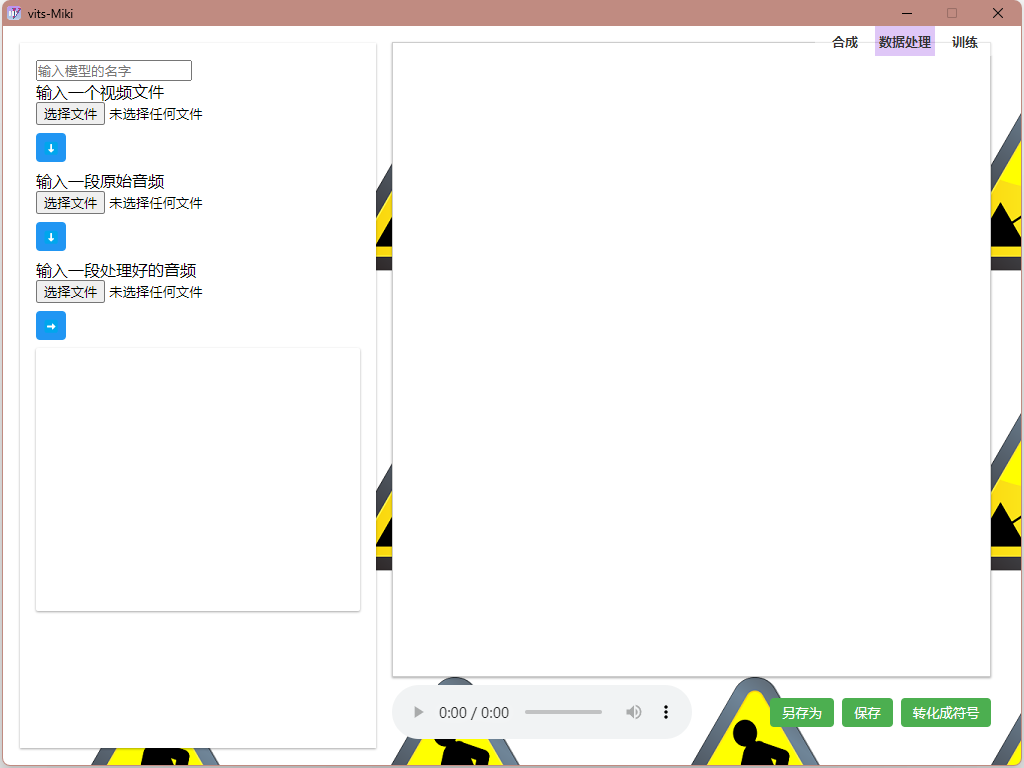 vits-Miki
合成 数据处理 训练
输入模型的名字
输入一个视频文件
选择文件 未选择任何文件
↓
输入一段原始音频
选择文件 未选择任何文件
↓
输入一段处理好的音频
选择文件 未选择任何文件
→
0:00 / 0:00
另存为 保存 转化成符号